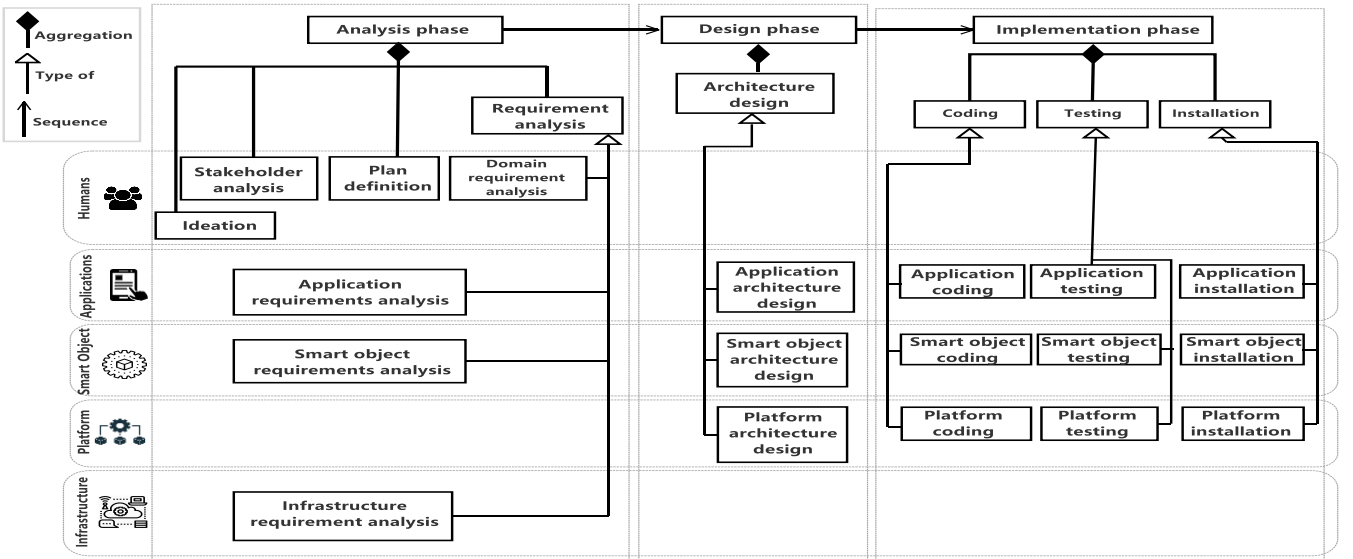 Aggregation
Type of
Sequence
Analysis phase
Design phase
Implementation phase
Requirement
analysis
Architecture
design
Coding
Testing
Installation
Humans
Stakeholder
analysis
Plan
definition
Domain
requirement
analysis
Ideation
Applications
Application
requirements analysis
Application
architecture
design
Application
coding
Application
testing
Application
installation
Smart Object
Smart object
requirements analysis
Smart object
architecture
design
Smart object
coding
Smart object
testing
Smart object
installation
Platform
Platform
architecture
design
Platform
coding
Platform
testing
Platform
installation
Infrastructure
Infrastructure
requirement analysis